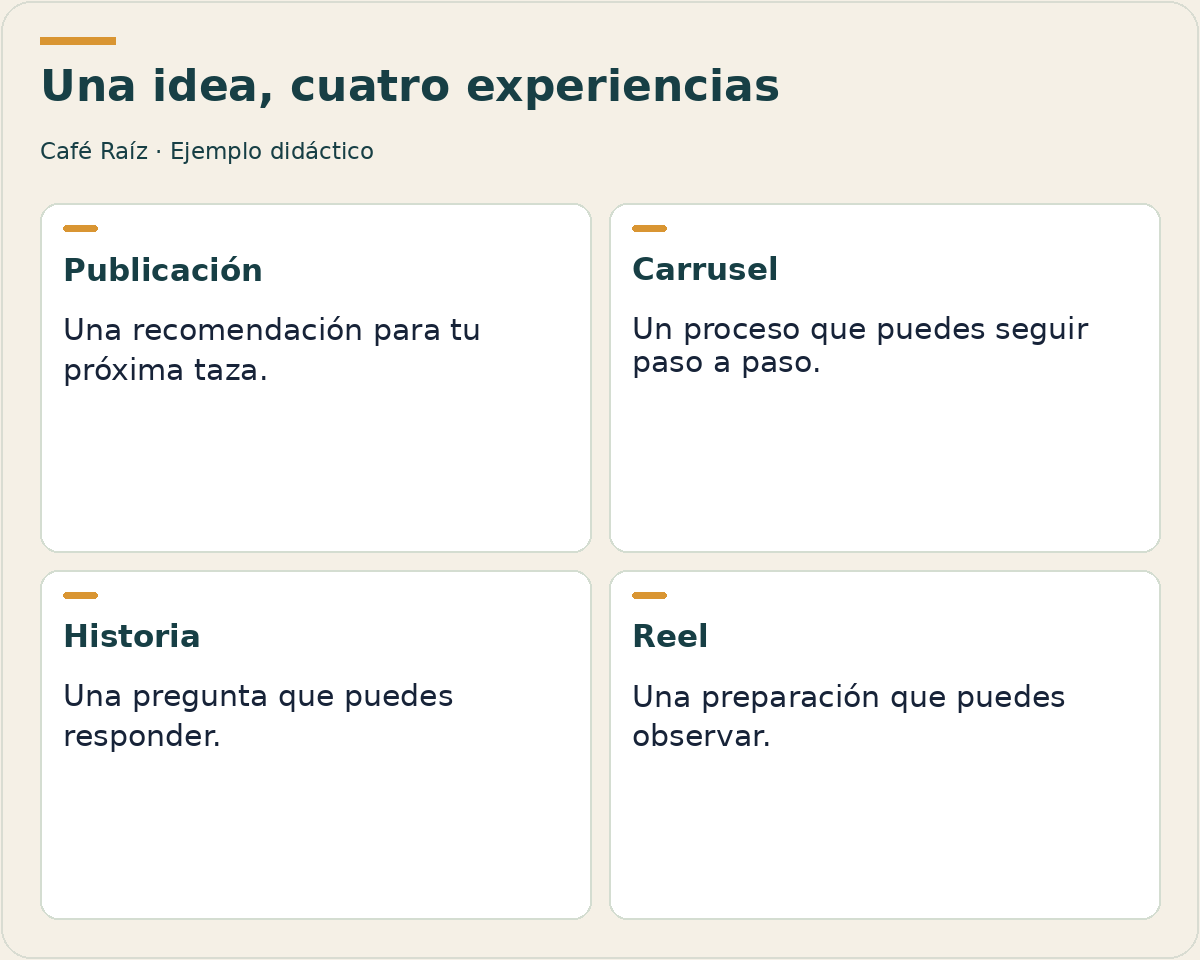 Una idea, cuatro experiencias
Café Raíz · Ejemplo didáctico
Publicación
Una recomendación para tu
próxima taza.
Carrusel
Un proceso que puedes seguir
paso a paso.
Historia
Una pregunta que puedes
responder.
Reel
Una preparación que puedes
observar.